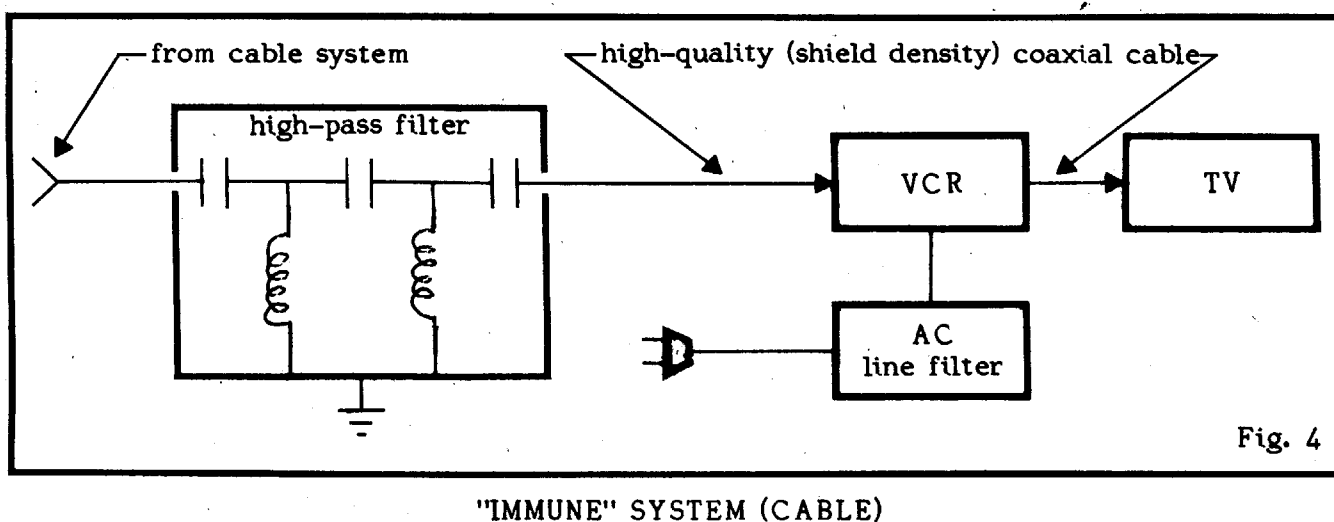 from cable system
high-quality (shield density) coaxial cable
high-pass filter
VCR
TV
AC
line filter
Fig. 4
"IMMUNE" SYSTEM (CABLE)